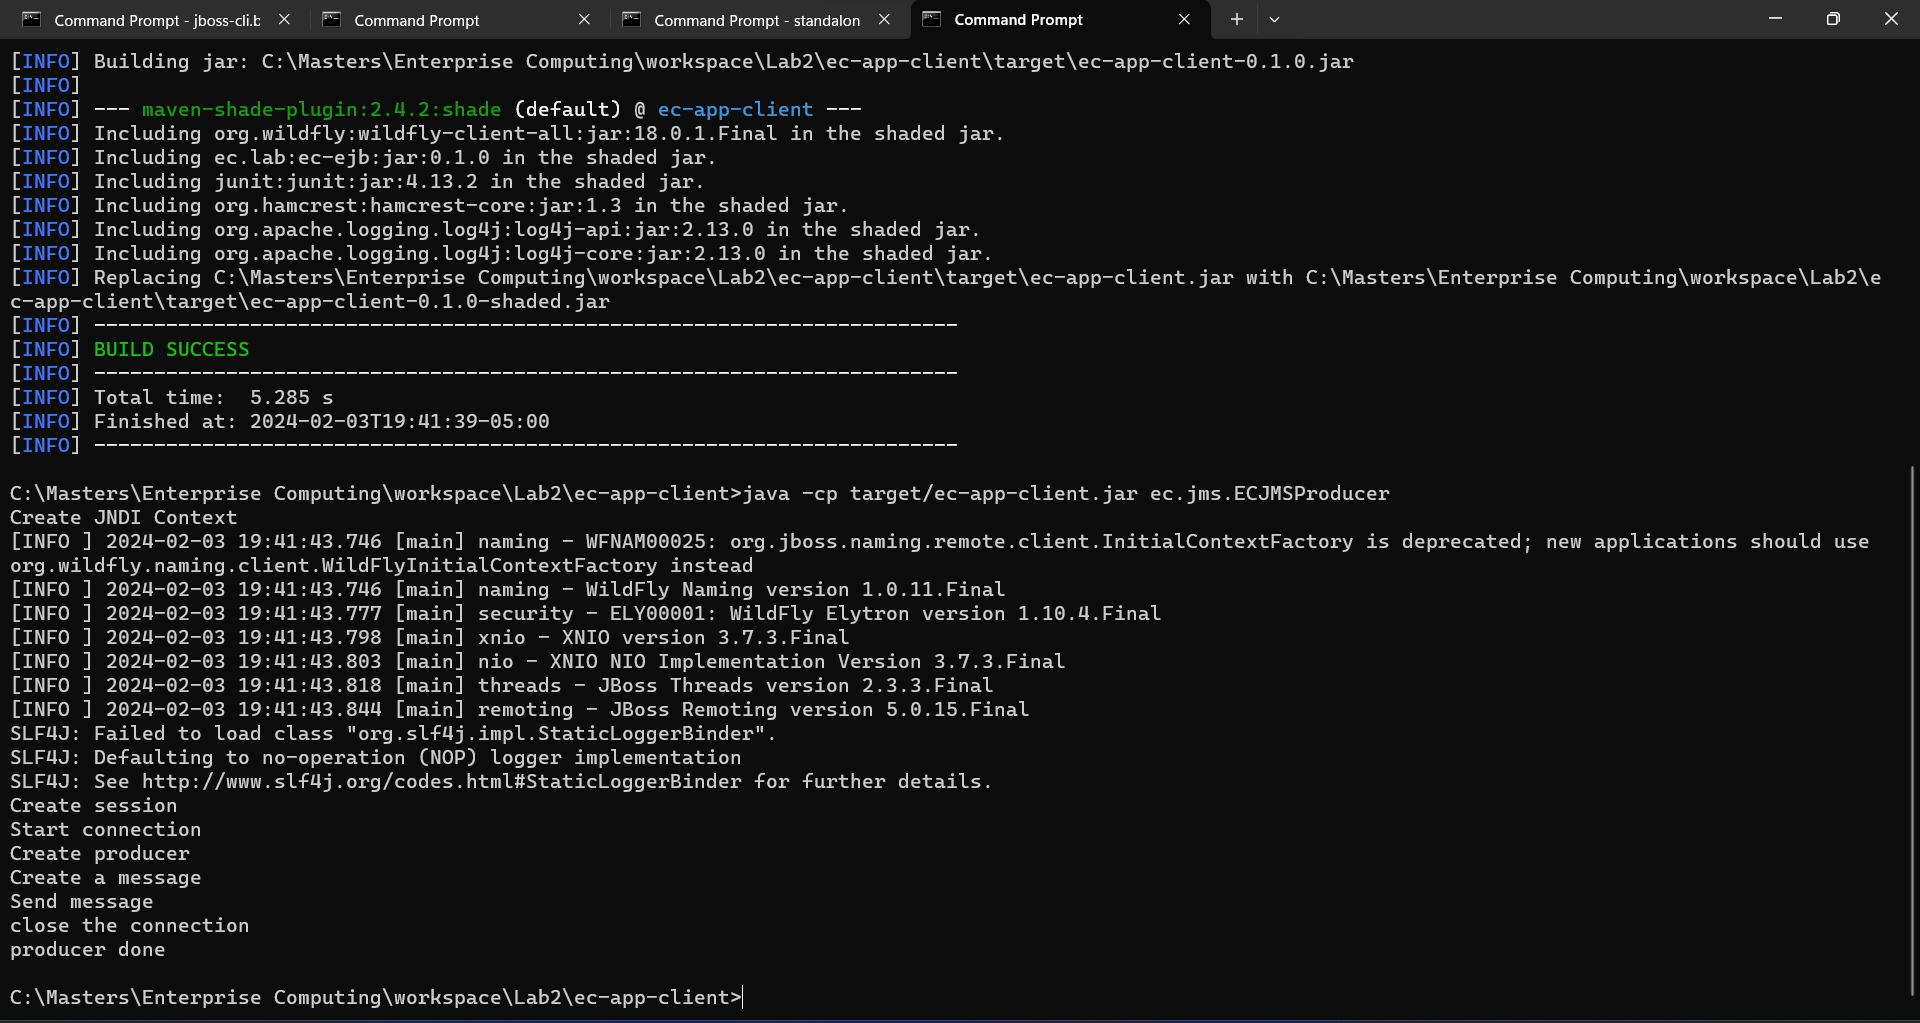 Command Prompt - jboss-cli.b
Command Prompt
Command Prompt - standalon
Command Prompt
[INFO] Building jar: C:\Masters\Enterprise Computing\workspace\Lab2\ec-app-client\target\ec-app-client-0.1.0.jar
[INFO]
[INFO] --- maven-shade-plugin:2.4.2:shade (default) @ ec-app-client ---
[INFO] Including org.wildfly:wildfly-client-all:jar:18.0.1.Final in the shaded jar.
[INFO] Including ec.lab:ec-ejb:jar:0.1.0 in the shaded jar.
[INFO] Including junit:junit:jar:4.13.2 in the shaded jar.
[INFO] Including org.hamcrest:hamcrest-core:jar:1.3 in the shaded jar.
[INFO] Including org.apache.logging.log4j:log4j-api:jar:2.13.0 in the shaded jar.
[INFO] Including org.apache.logging.log4j:log4j-core:jar:2.13.0 in the shaded jar.
[INFO] Replacing C:\Masters\Enterprise Computing\workspace\Lab2\ec-app-client\target\ec-app-client.jar with C:\Masters\Enterprise Computing\workspace\Lab2\e
c-app-client\target\ec-app-client-0.1.0-shaded.jar
[INFO] ------------------------------------------------------------------------
[INFO] BUILD SUCCESS
[INFO] ------------------------------------------------------------------------
[INFO] Total time:  5.285 s
[INFO] Finished at: 2024-02-03T19:41:39-05:00
[INFO] ------------------------------------------------------------------------
C:\Masters\Enterprise Computing\workspace\Lab2\ec-app-client>java -cp target/ec-app-client.jar ec.jms.ECJMSProducer
Create JNDI Context
[INFO ] 2024-02-03 19:41:43.746 [main] naming - WFNAM00025: org.jboss.naming.remote.client.InitialContextFactory is deprecated; new applications should use
org.wildfly.naming.client.WildFlyInitialContextFactory instead
[INFO ] 2024-02-03 19:41:43.746 [main] naming - WildFly Naming version 1.0.11.Final
[INFO ] 2024-02-03 19:41:43.777 [main] security - ELY00001: WildFly Elytron version 1.10.4.Final
[INFO ] 2024-02-03 19:41:43.798 [main] xnio - XNIO version 3.7.3.Final
[INFO ] 2024-02-03 19:41:43.803 [main] nio - XNIO NIO Implementation Version 3.7.3.Final
[INFO ] 2024-02-03 19:41:43.818 [main] threads - JBoss Threads version 2.3.3.Final
[INFO ] 2024-02-03 19:41:43.844 [main] remoting - JBoss Remoting version 5.0.15.Final
SLF4J: Failed to load class "org.slf4j.impl.StaticLoggerBinder".
SLF4J: Defaulting to no-operation (NOP) logger implementation
SLF4J: See http://www.slf4j.org/codes.html#StaticLoggerBinder for further details.
Create session
Start connection
Create producer
Create a message
Send message
close the connection
producer done
C:\Masters\Enterprise Computing\workspace\Lab2\ec-app-client>